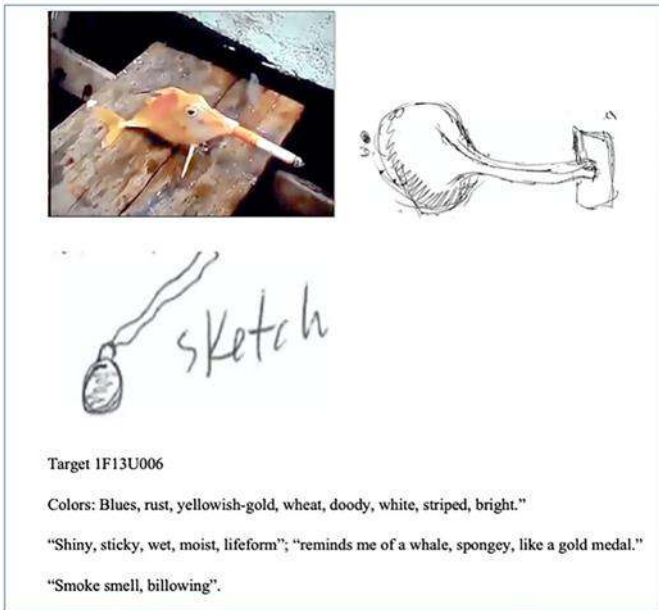 sketch
Target 1F13U006
Colors: Blues, rust, yellowish-gold, wheat, doody, white, striped, bright.”
“Shiny, sticky, wet, moist, lifeform”; “reminds me of a whale, spongey, like a gold medal.”
“Smoke smell, billowing”.